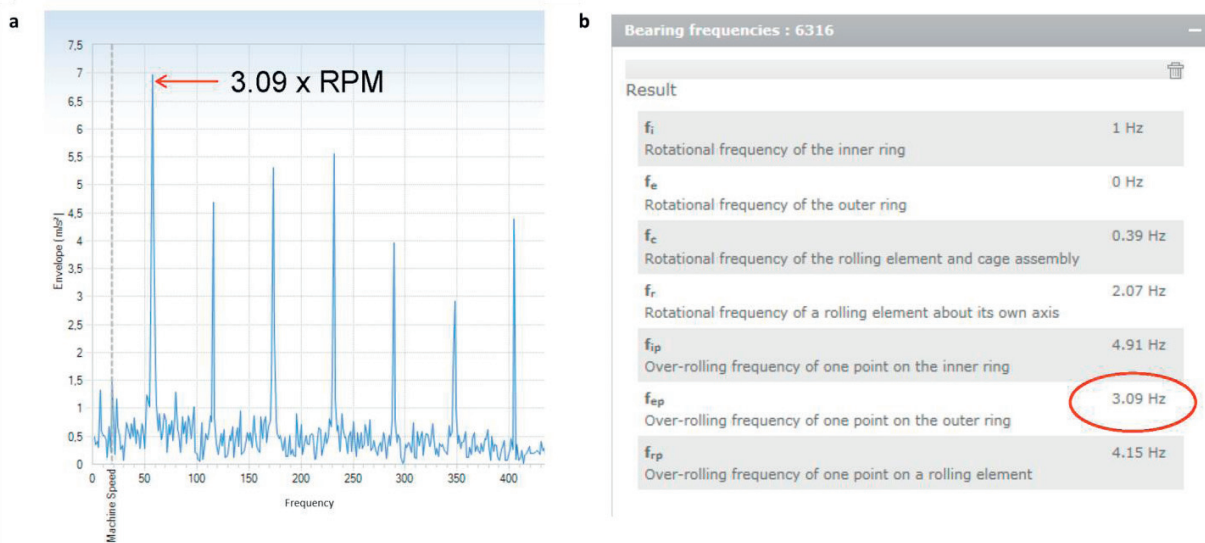 a
7,5
7
6,5
6
5,5
5
4,5
4
3,5
3
2,5
2
1,5
1
0,5
0
Envelope [m/s²]
3.09 x RPM
0 50 100 150 200 250 300 350 400
Machine Speed
Frequency
b
Bearing frequencies : 6316
Result
fi 1 Hz
Rotational frequency of the inner ring
fe 0 Hz
Rotational frequency of the outer ring
fc 0.39 Hz
Rotational frequency of the rolling element and cage assembly
fr 2.07 Hz
Rotational frequency of a rolling element about its own axis
fip 4.91 Hz
Over-rolling frequency of one point on the inner ring
fep 3.09 Hz
Over-rolling frequency of one point on the outer ring
frp 4.15 Hz
Over-rolling frequency of one point on a rolling element